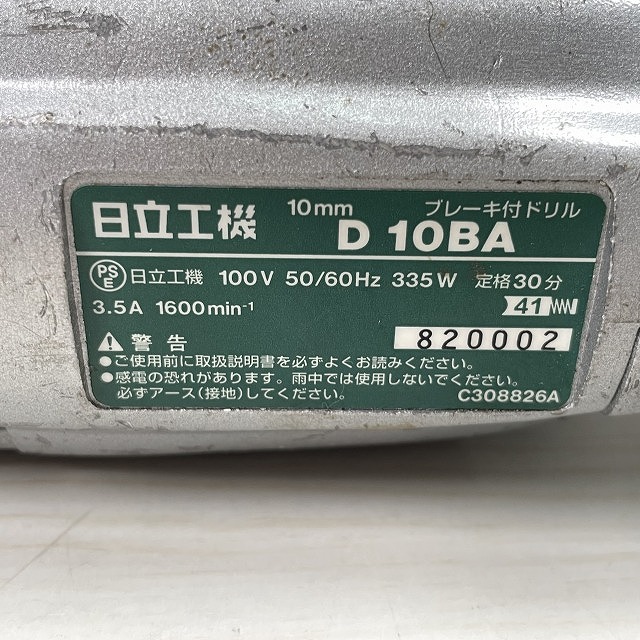 日立工機 10mm ブレーキ付ドリル
D 10BA
PSE 日立工機 100V 50/60Hz 335W 定格30分
3.5A 1600min⁻¹ 41
⚠警告 820002
●ご使用前に取扱説明書を必ずよくお読みください。
●感電の恐れがあります。雨中では使用しないでください。
必ずアース(接地)してください。 C308826A